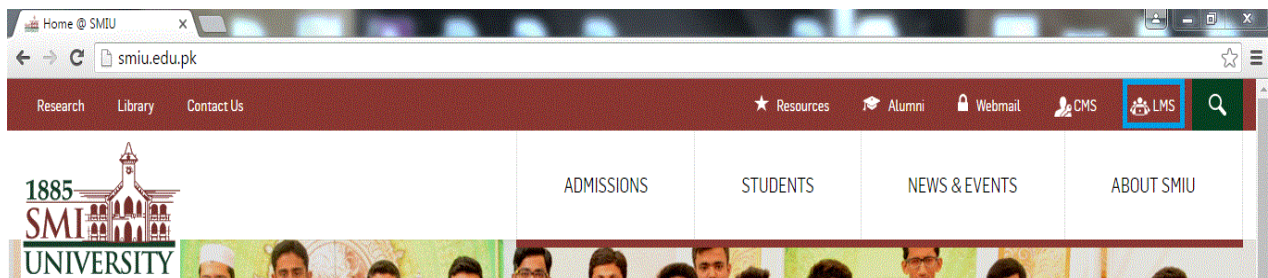 Home @ SMIU
smiu.edu.pk
Research Library Contact Us Resources Alumni Webmail CMS LMS
ADMISSIONS STUDENTS NEWS & EVENTS ABOUT SMIU
1885
SMI
UNIVERSITY